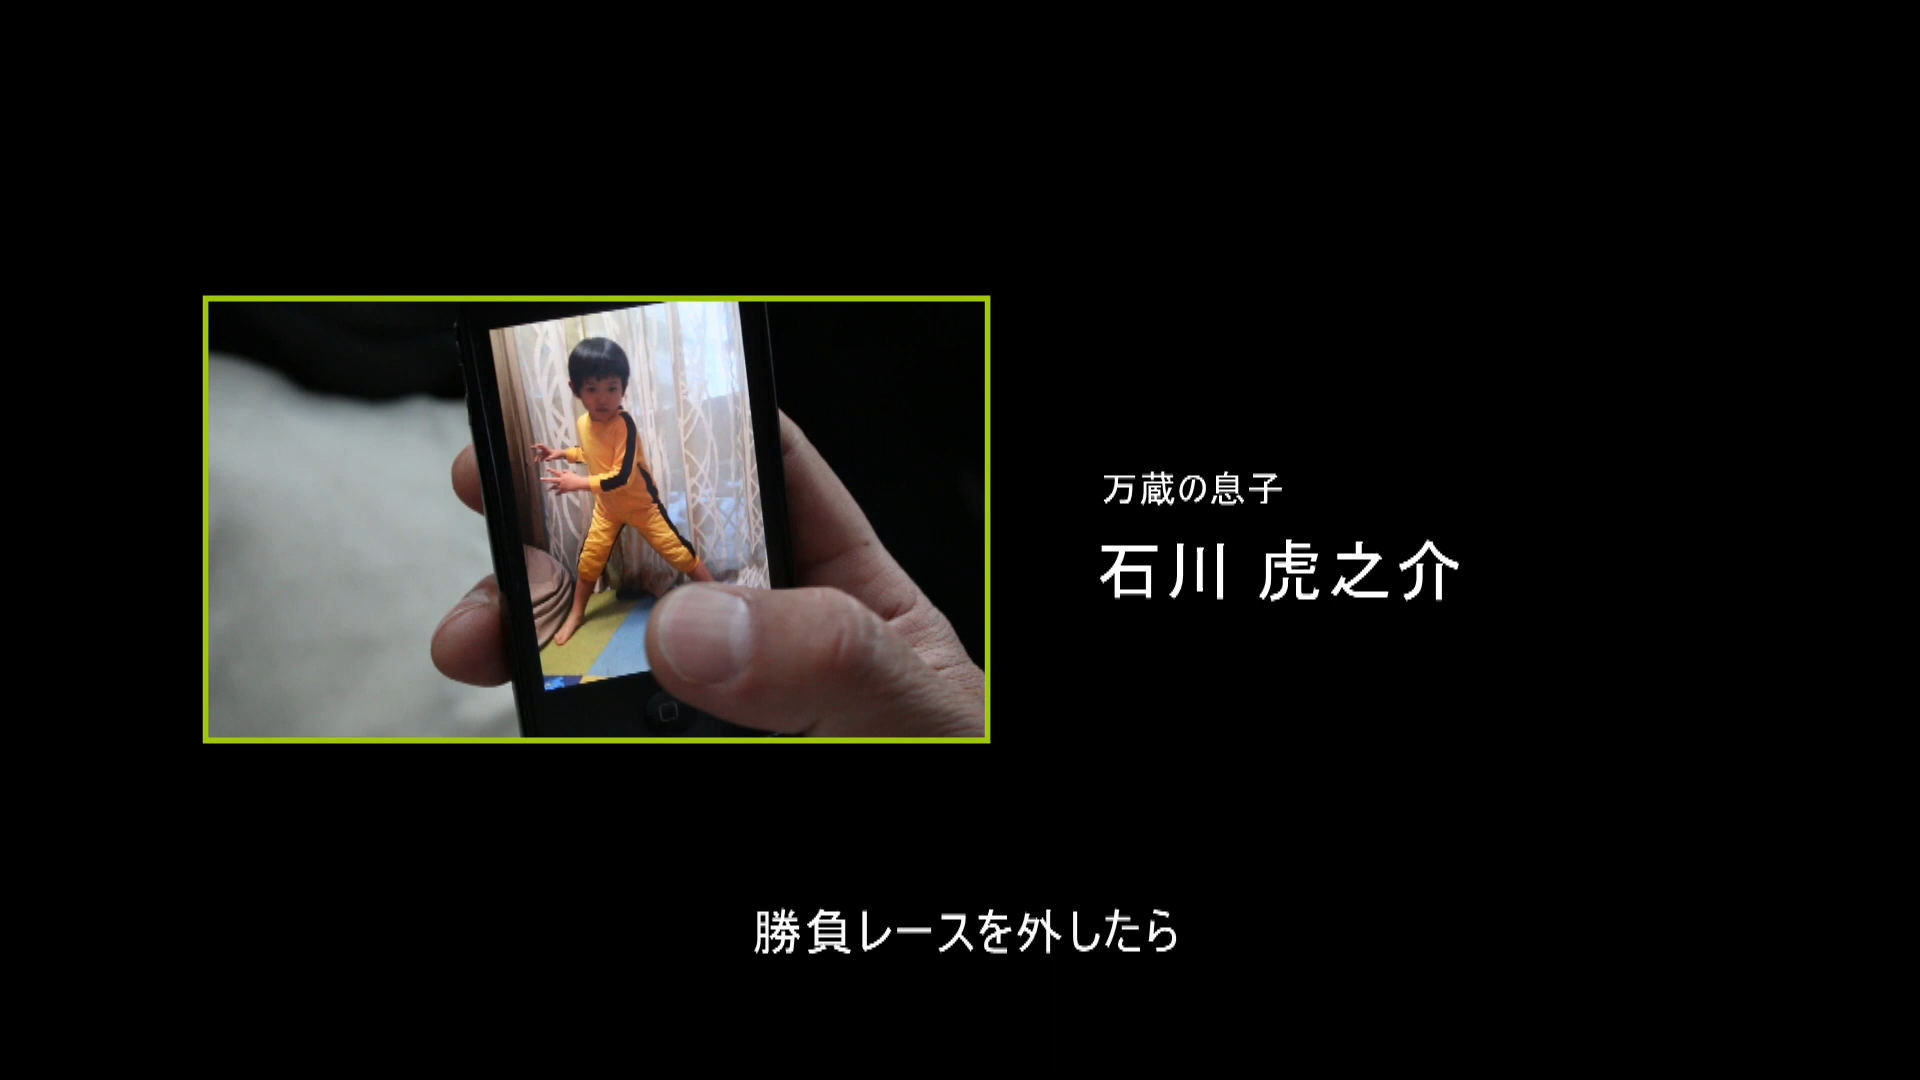 万蔵の息子
石川 虎之介
勝負レースを外したら